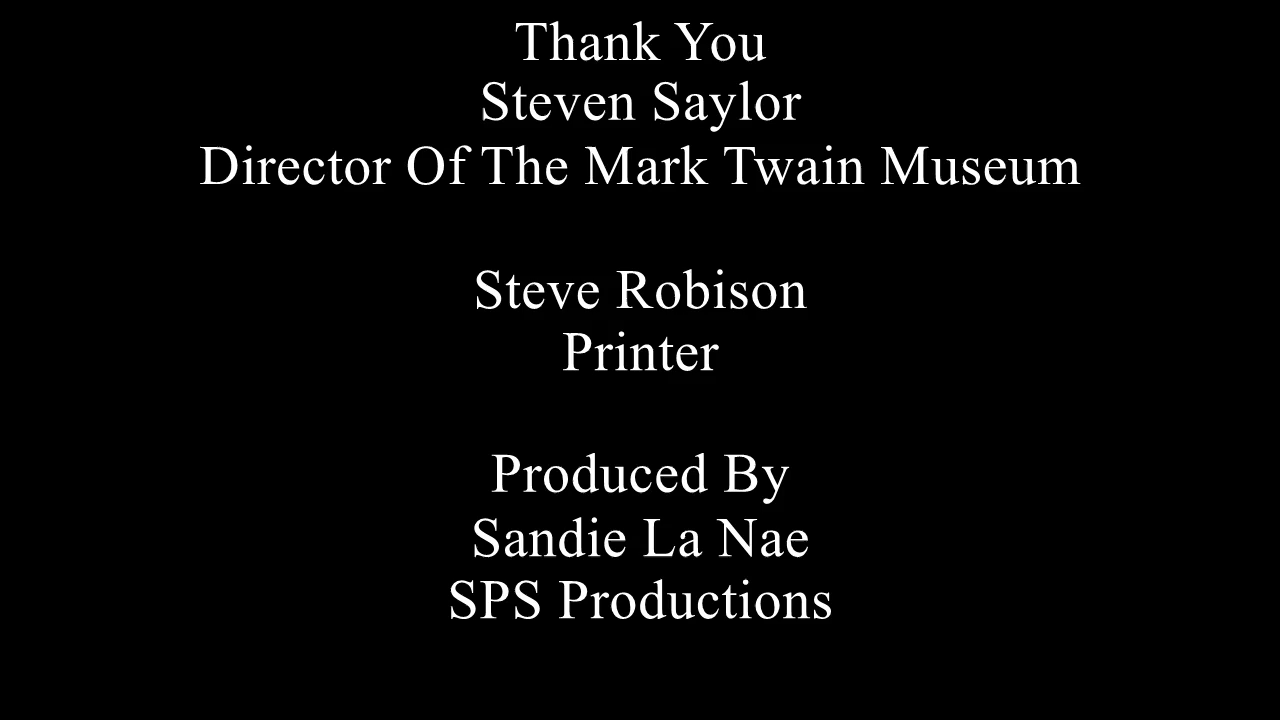 Thank You
Steven Saylor
Director Of The Mark Twain Museum
Steve Robison
Printer
Produced By
Sandie La Nae
SPS Productions